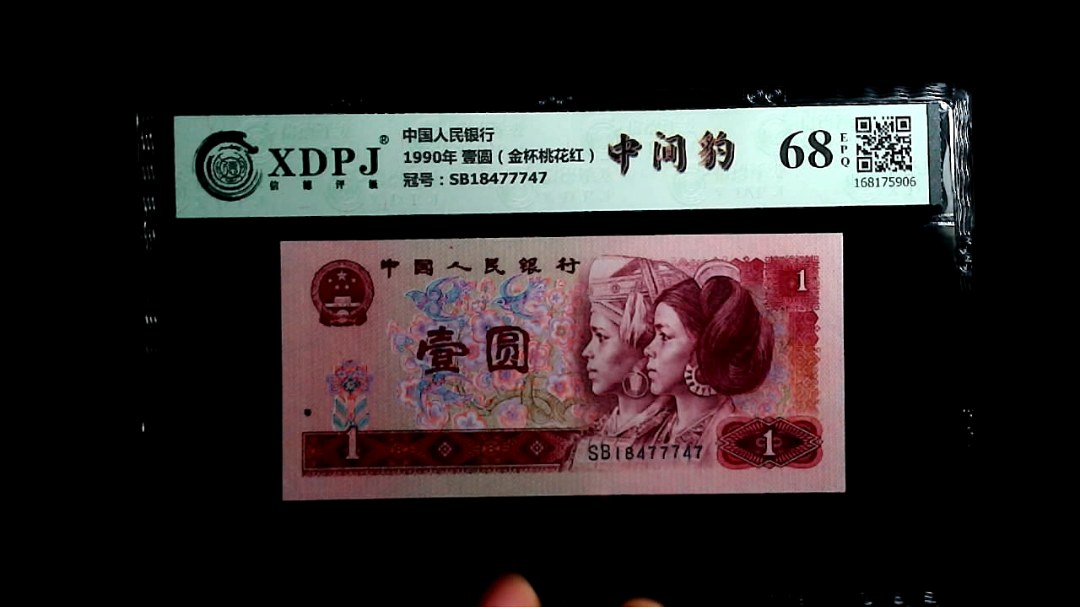 XDPJ®
信德评级
中国人民银行
1990年 壹圆（金杯桃花红）
冠号：SB18477747
中间豹
68
EPQ
168175906
中国人民银行
1
壹圆
1
SB18477747
1